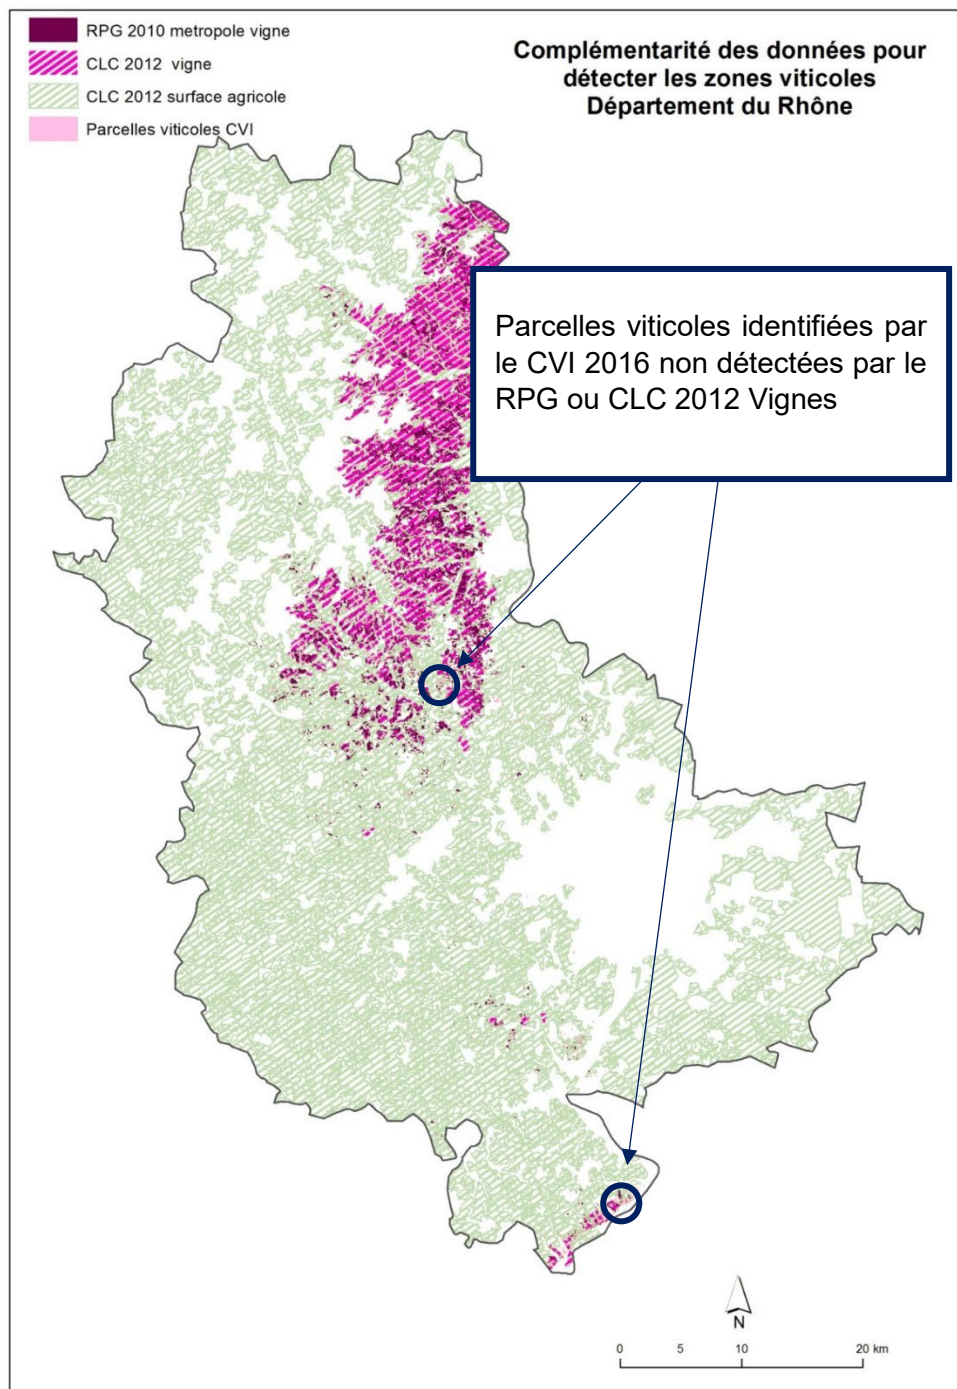 RPG 2010 metropole vigne
CLC 2012 vigne
CLC 2012 surface agricole
Parcelles viticoles CVI
Complémentarité des données pour
détecter les zones viticoles
Département du Rhône
Parcelles viticoles identifiées par
le CVI 2016 non détectées par le
RPG ou CLC 2012 Vignes
N
0 5 10 20 km